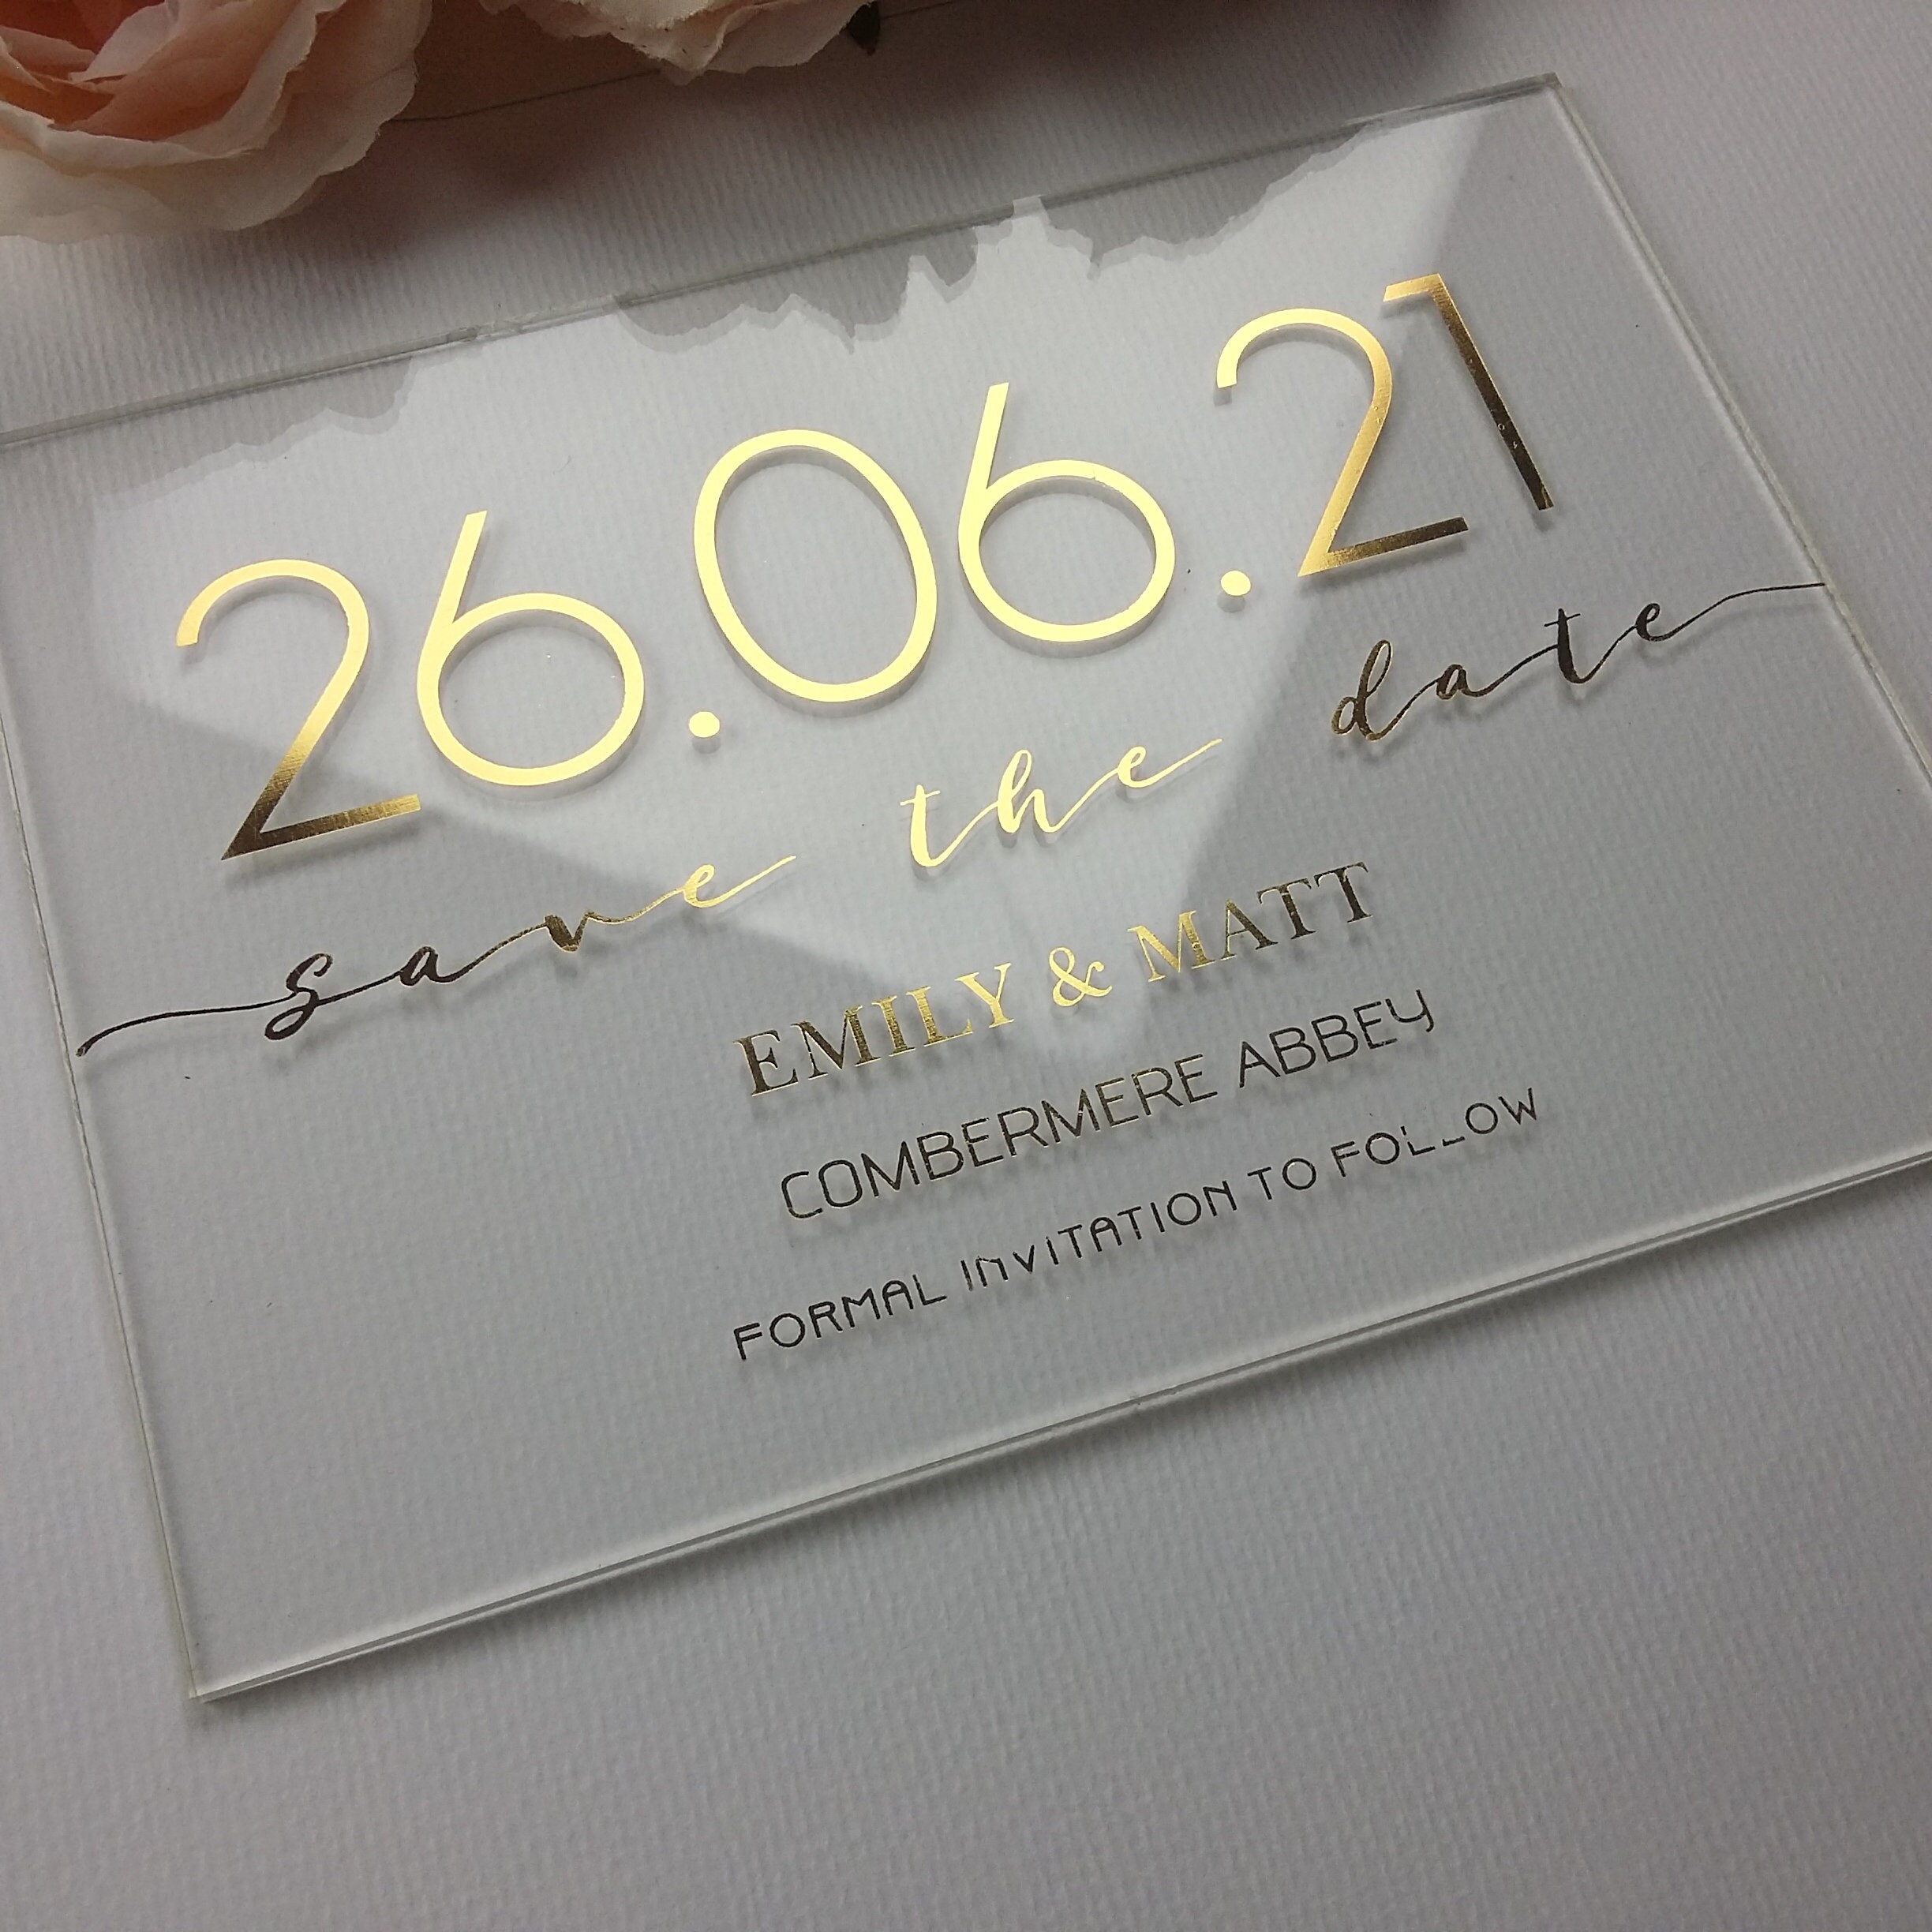 26.06.21
save the date
EMILY & MATT
COMBERMERE ABBEY
FORMAL INVITATION TO FOLLOW